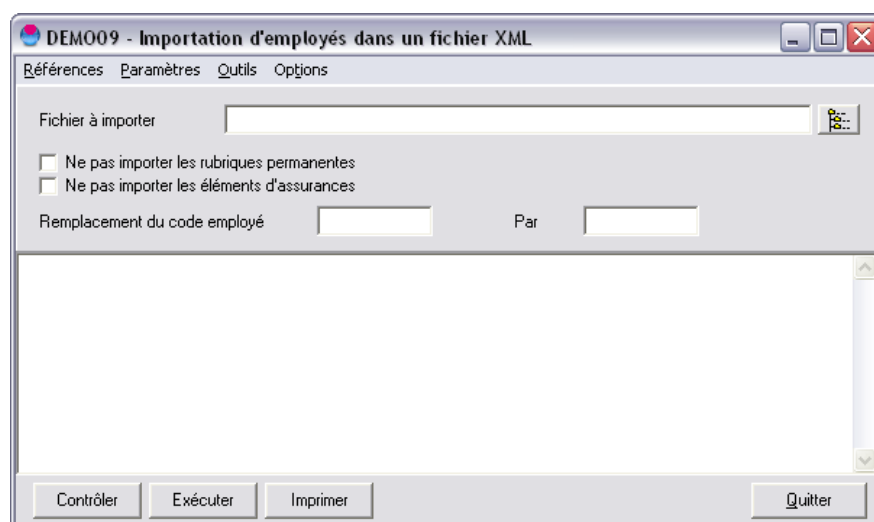 DEMO09 - Importation d'employés dans un fichier XML
Références Paramètres Outils Options
Fichier à importer
Ne pas importer les rubriques permanentes
Ne pas importer les éléments d'assurances
Remplacement du code employé Par
Contrôler Exécuter Imprimer Quitter